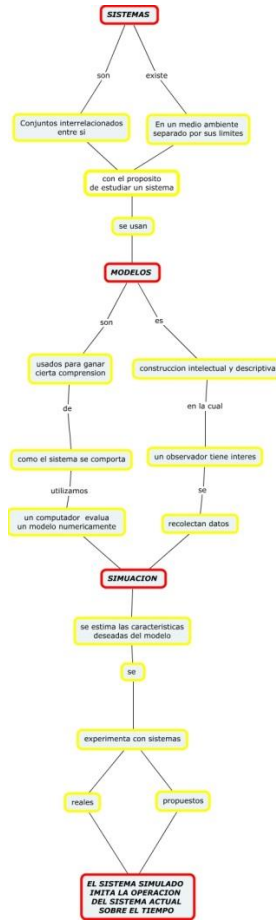 SISTEMAS
son
existe
Conjuntos interrelacionados
entre si
En un medio ambiente
separado por sus limites
con el proposito
de estudiar un sistema
se usan
MODELOS
son
es
usados para ganar
cierta comprension
construccion intelectual y descriptiva
de
en la cual
como el sistema se comporta
un observador tiene interes
utilizamos
se
un computador evalua
un modelo numericamente
recolectan datos
SIMUACION
se estima las caracteristicas
deseadas del modelo
se
experimenta con sistemas
reales
propuestos
EL SISTEMA SIMULADO
IMITA LA OPERACION
DEL SISTEMA ACTUAL
SOBRE EL TIEMPO